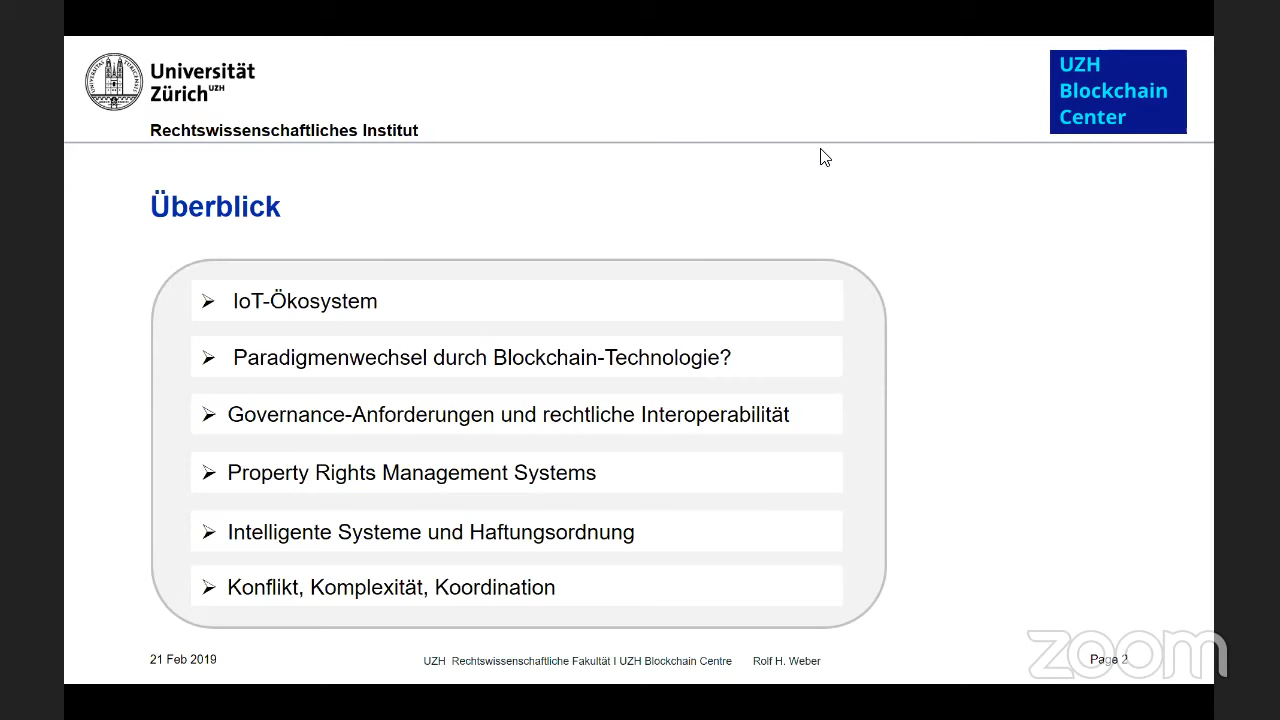 Universität
Zürich UZH
Rechtswissenschaftliches Institut
UZH
Blockchain
Center
Überblick
➢ IoT-Ökosystem
➢ Paradigmenwechsel durch Blockchain-Technologie?
➢ Governance-Anforderungen und rechtliche Interoperabilität
➢ Property Rights Management Systems
➢ Intelligente Systeme und Haftungsordnung
➢ Konflikt, Komplexität, Koordination
21 Feb 2019
UZH Rechtswissenschaftliche Fakultät I UZH Blockchain Centre Rolf H. Weber
Page 2
zoom